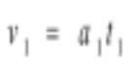 v₁ = a₁t₁